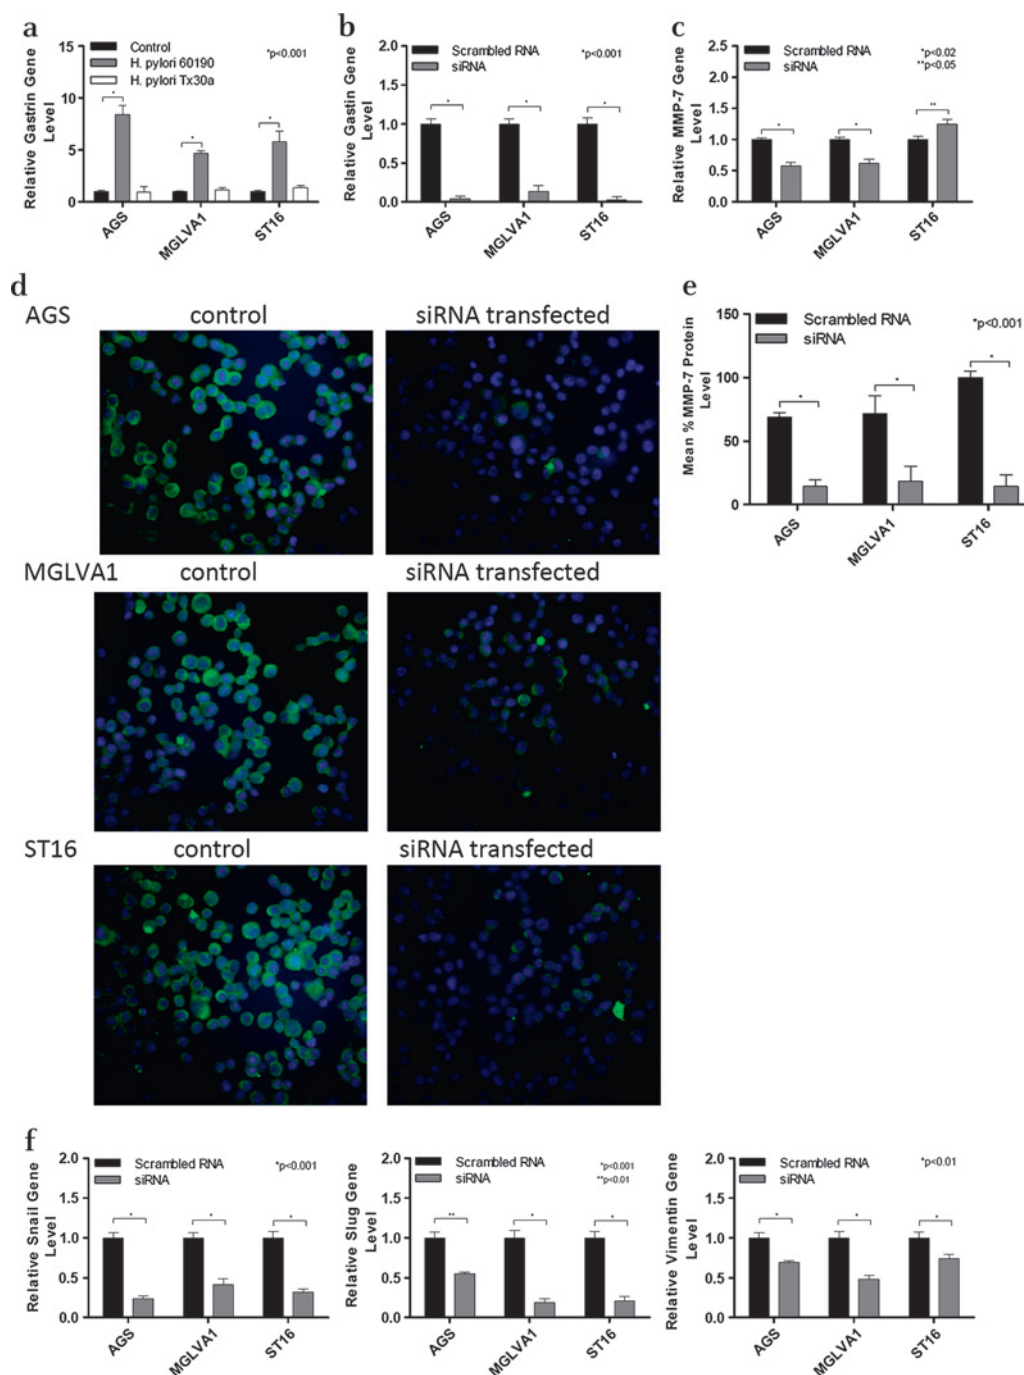 a
Relative Gastrin Gene
Level
15
10
5
0
Control
H. pylori 60190
H. pylori Tx30a
*p<0.001
*
*
*
AGS
MGLVA1
ST16
b
Relative Gastin Gene
Level
2.0
1.5
1.0
0.5
0.0
Scrambled RNA
siRNA
*p<0.001
*
*
*
AGS
MGLVA1
ST16
c
Relative MMP-7 Gene
Level
2.5
2.0
1.5
1.0
0.5
0.0
Scrambled RNA
siRNA
*p<0.02
**p<0.05
*
*
**
AGS
MGLVA1
ST16
d
AGS
control
siRNA transfected
MGLVA1
control
siRNA transfected
ST16
control
siRNA transfected
e
Mean % MMP-7 Protein
Level
150
100
50
0
Scrambled RNA
siRNA
*p<0.001
*
*
*
AGS
MGLVA1
ST16
f
Relative Snail Gene
Level
2.0
1.5
1.0
0.5
0.0
Scrambled RNA
siRNA
*p<0.001
*
*
*
AGS
MGLVA1
ST16
Relative Slug Gene
Level
2.0
1.5
1.0
0.5
0.0
Scrambled RNA
siRNA
*p<0.001
**p<0.01
**
*
*
AGS
MGLVA1
ST16
Relative Vimentin Gene
Level
2.0
1.5
1.0
0.5
0.0
Scrambled RNA
siRNA
*p<0.01
*
*
*
AGS
MGLVA1
ST16